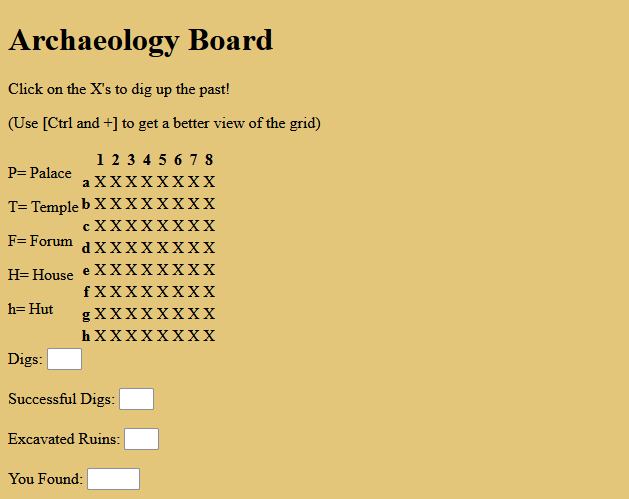 Archaeology Board
Click on the X's to dig up the past!
(Use [Ctrl and +] to get a better view of the grid)
P= Palace
T= Temple
F= Forum
H= House
h= Hut
1 2 3 4 5 6 7 8
a X X X X X X X X
b X X X X X X X X
c X X X X X X X X
d X X X X X X X X
e X X X X X X X X
f X X X X X X X X
g X X X X X X X X
h X X X X X X X X
Digs:
Successful Digs:
Excavated Ruins:
You Found: